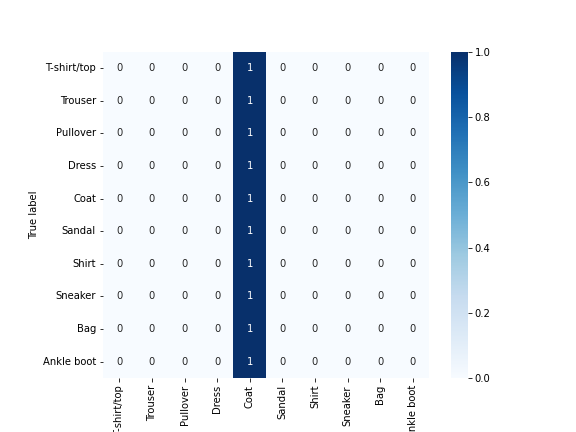 True label
T-shirt/top 0 0 0 0 1 0 0 0 0 0
Trouser 0 0 0 0 1 0 0 0 0 0
Pullover 0 0 0 0 1 0 0 0 0 0
Dress 0 0 0 0 1 0 0 0 0 0
Coat 0 0 0 0 1 0 0 0 0 0
Sandal 0 0 0 0 1 0 0 0 0 0
Shirt 0 0 0 0 1 0 0 0 0 0
Sneaker 0 0 0 0 1 0 0 0 0 0
Bag 0 0 0 0 1 0 0 0 0 0
Ankle boot 0 0 0 0 1 0 0 0 0 0
-shirt/top Trouser Pullover Dress Coat Sandal Shirt Sneaker Bag nkle boot
1.0
0.8
0.6
0.4
0.2
0.0